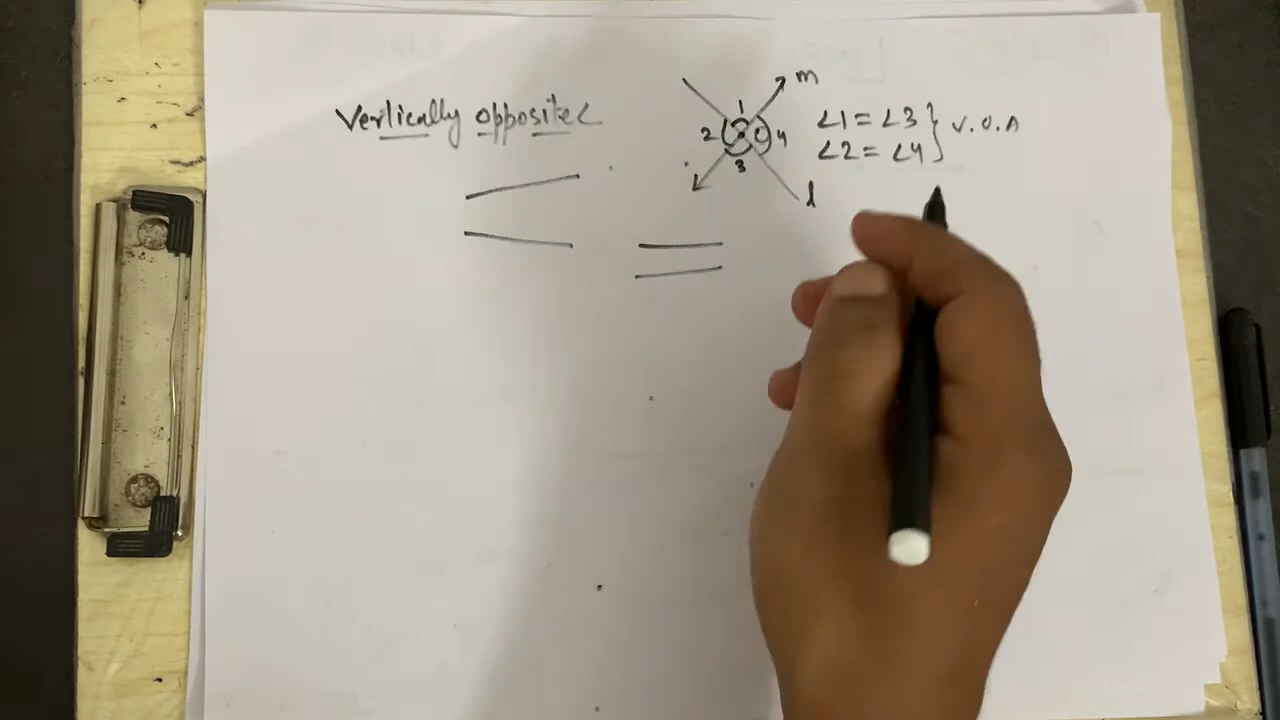 Vertically opposite∠
m
1
2 4
3
l
∠1 = ∠3
∠2 = ∠4 } V.O.A